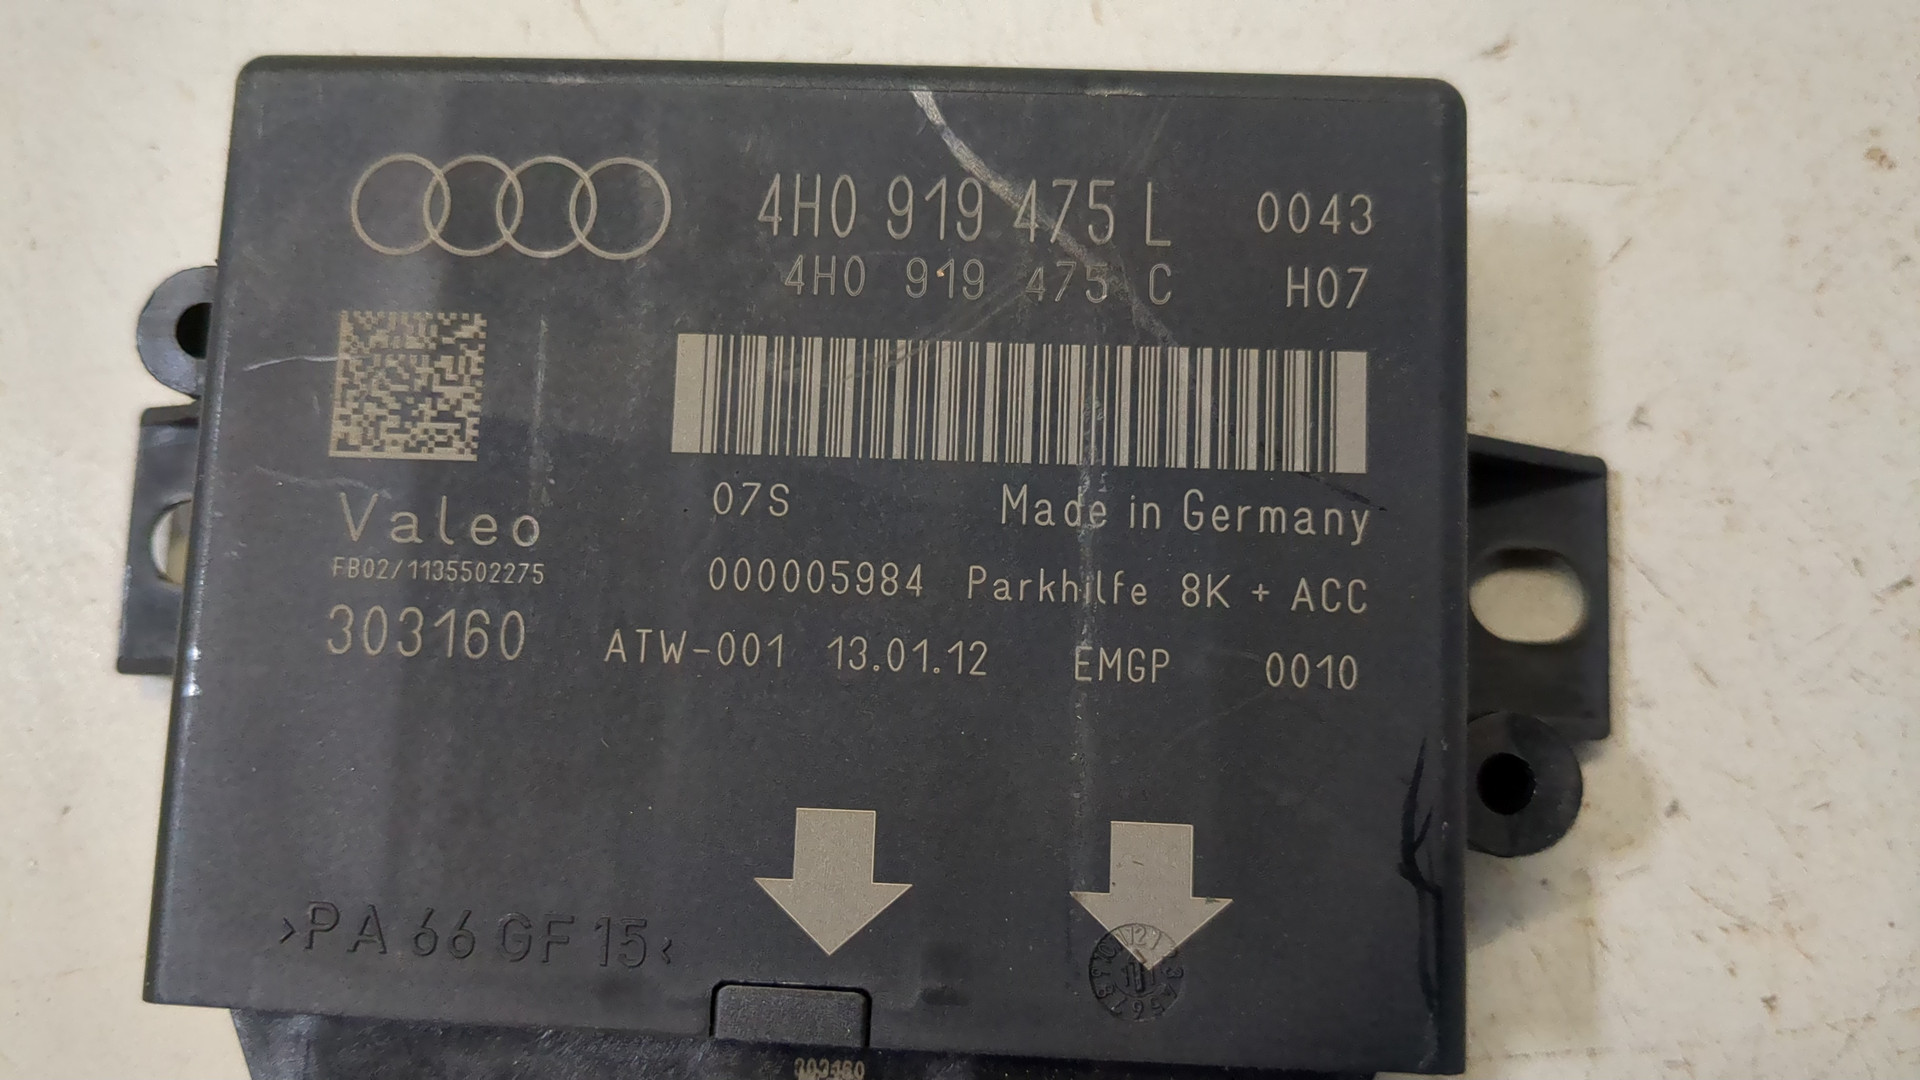 4H0 919 475 L 0043
4H0 919 475 C H07
07S Made in Germany
Valeo
FB02/1135502275
000005984 Parkhilfe 8K + ACC
303160
ATW-001 13.01.12 EMGP 0010
>PA 66 GF 15<
303160